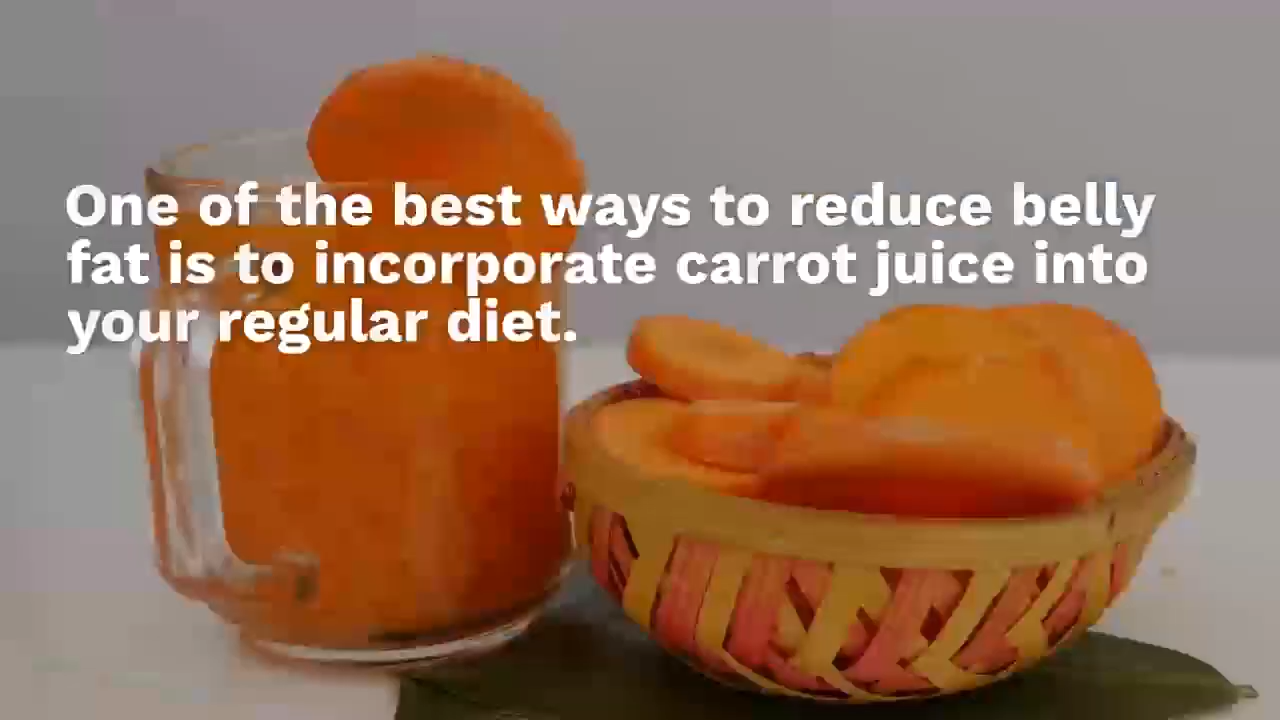 One of the best ways to reduce belly
fat is to incorporate carrot juice into
your regular diet.